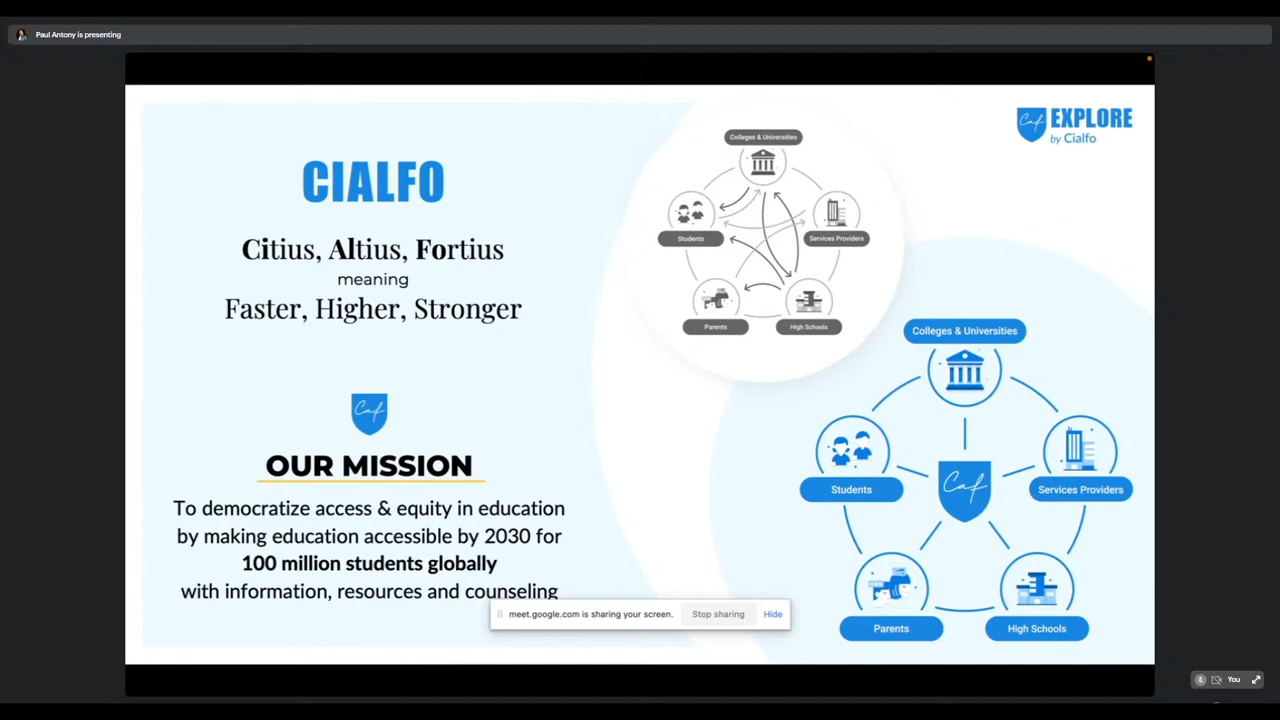 Paul Antony is presenting
EXPLORE
by Cialfo
Caf
CIALFO
Citius, Altius, Fortius
meaning
Faster, Higher, Stronger
Colleges & Universities
Students
Services Providers
Parents
High Schools
Caf
OUR MISSION
To democratize access & equity in education
by making education accessible by 2030 for
100 million students globally
with information, resources and counseling
Colleges & Universities
Students
Caf
Services Providers
Parents
High Schools
meet.google.com is sharing your screen.
Stop sharing
Hide
You